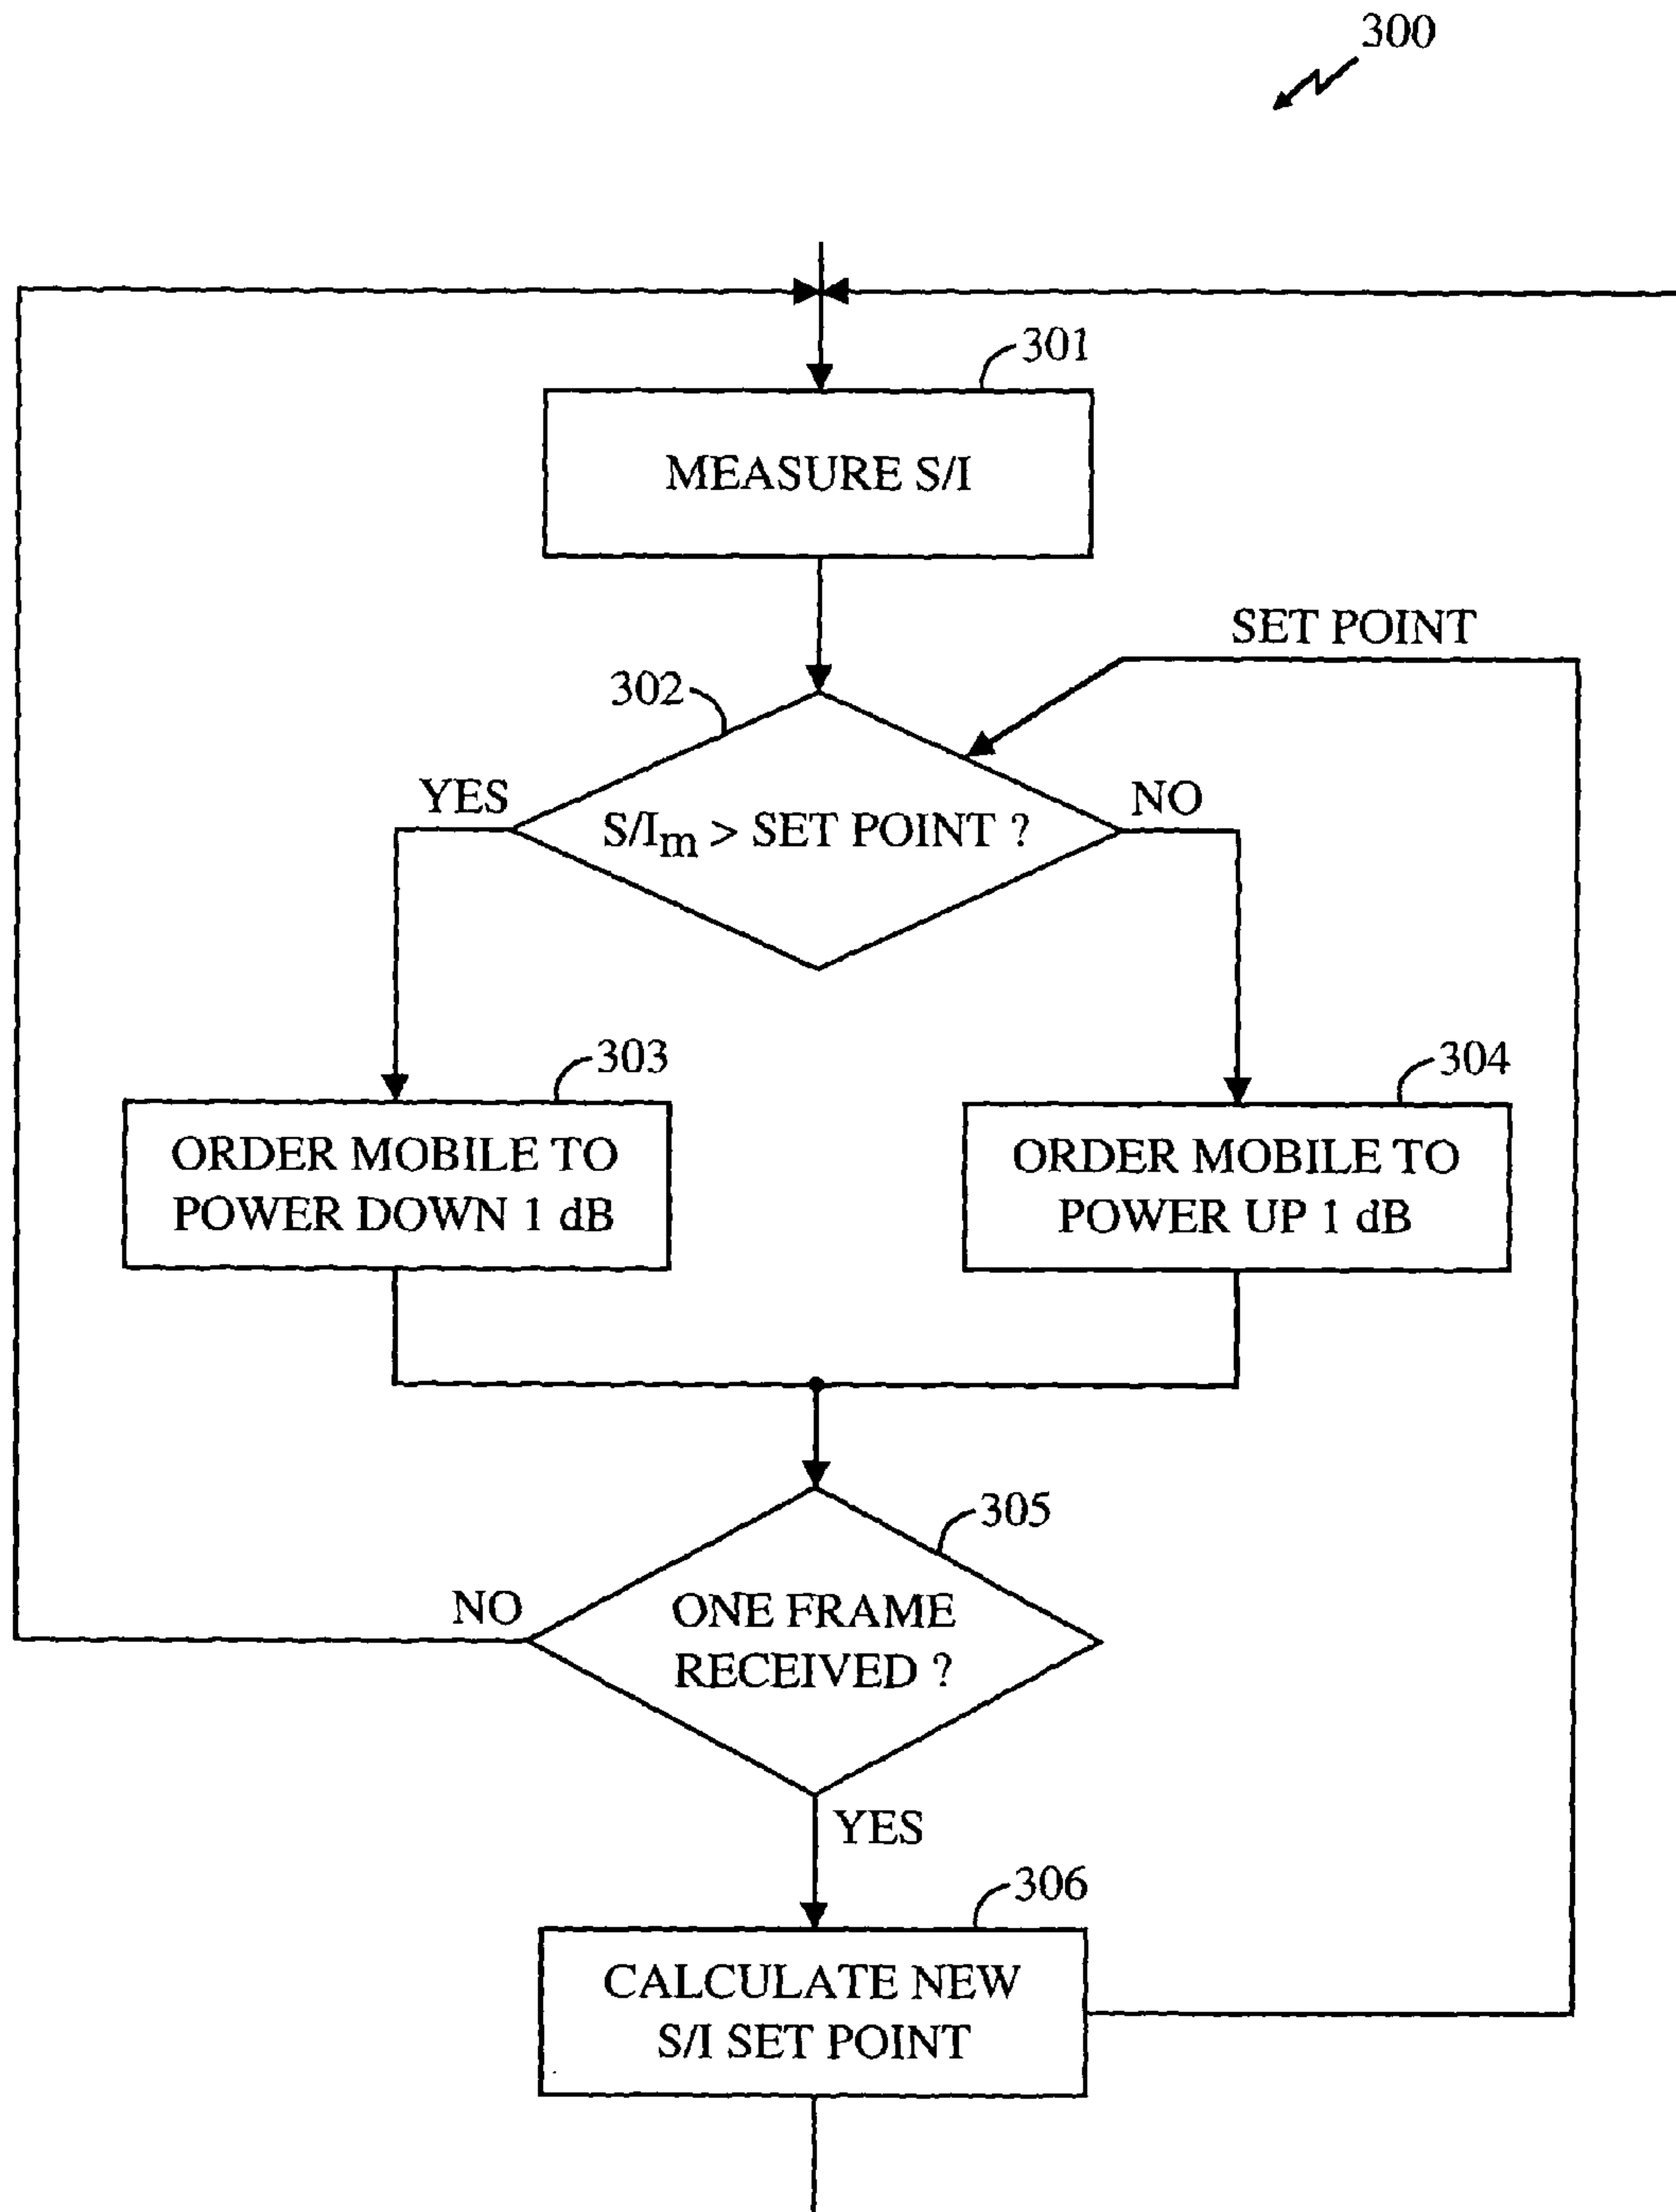 300
301
MEASURE S/I
SET POINT
302
YES
NO
S/Im > SET POINT ?
303
304
ORDER MOBILE TO
POWER DOWN 1 dB
ORDER MOBILE TO
POWER UP 1 dB
305
NO
ONE FRAME
RECEIVED ?
YES
306
CALCULATE NEW
S/I SET POINT